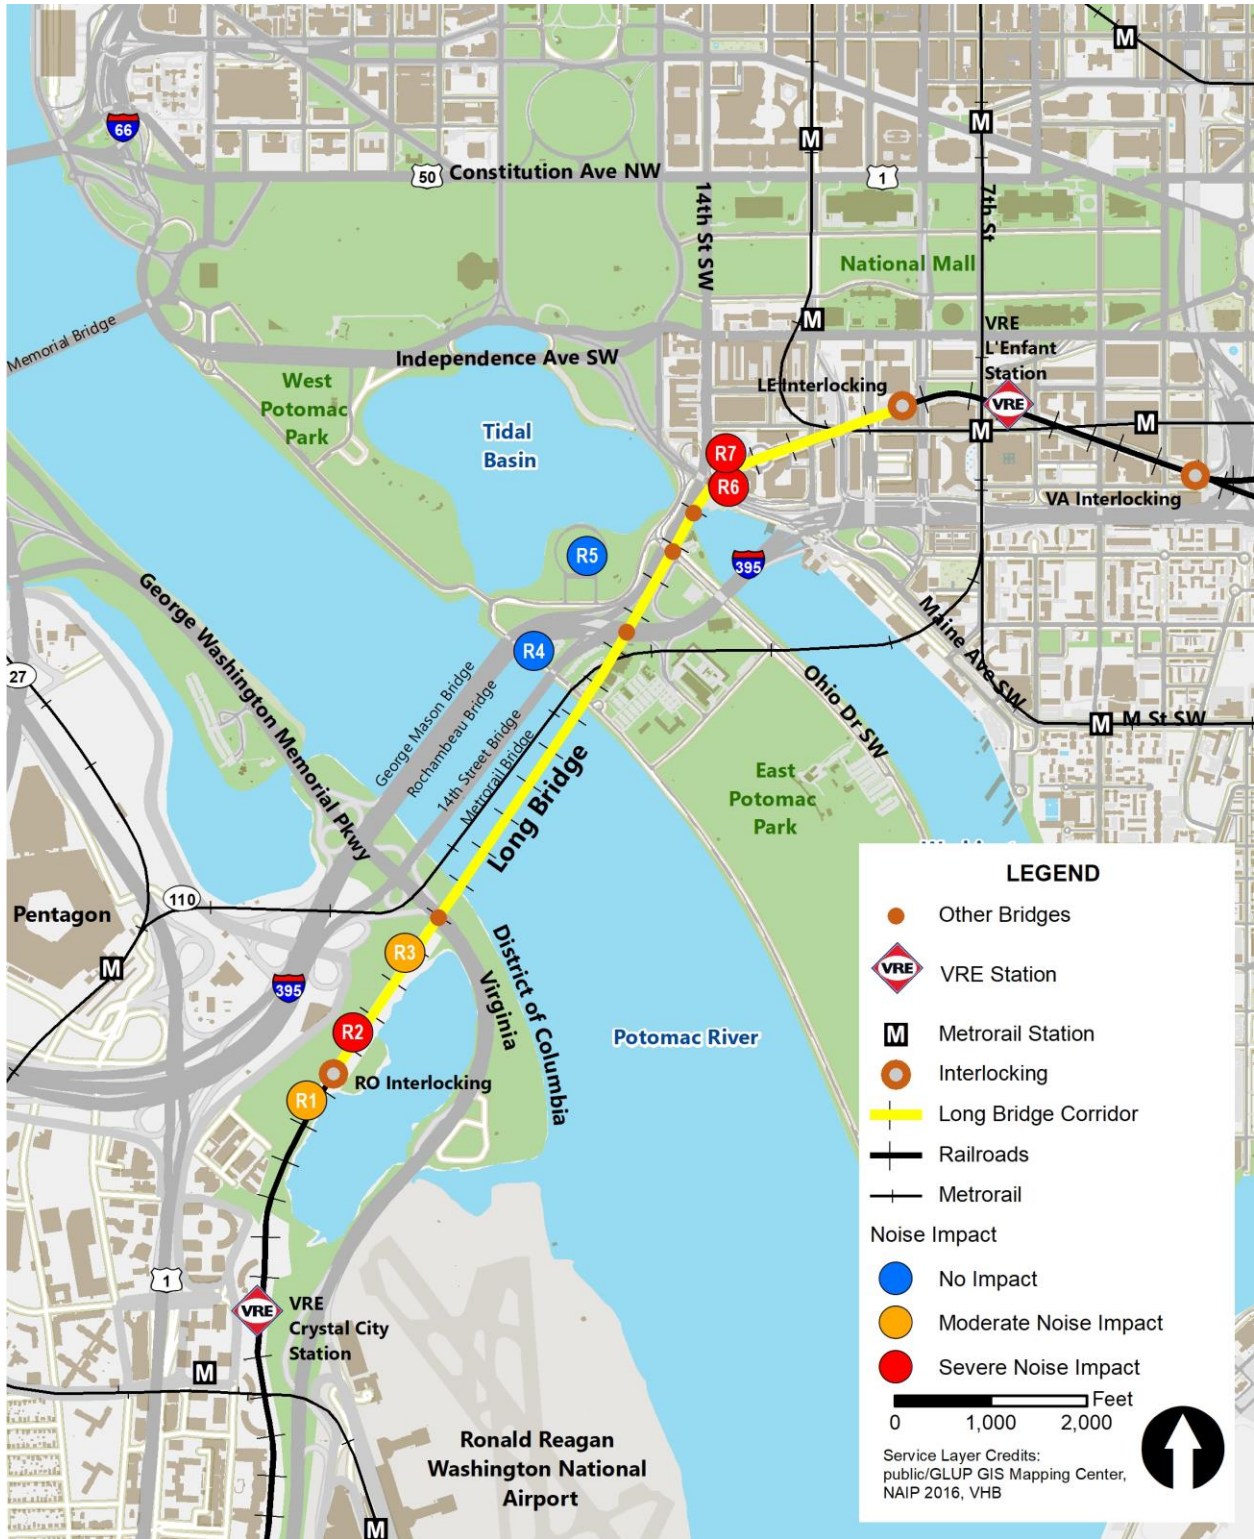 M
66
M
M
50 Constitution Ave NW
1
14th St SW
7th St
National Mall
Memorial Bridge
M
VRE
L'Enfant
Station
Independence Ave SW
West
Potomac
Park
LE Interlocking
VRE
Tidal
Basin
M
M
R7
R6
VA Interlocking
R5
395
George Washington Memorial Pkwy
Maine Ave SW
R4
27
George Mason Bridge
Rochambeau Bridge
14th Street Bridge
Metrorail Bridge
Long Bridge
Ohio Dr SW
M
M St SW
East
Potomac
Park
110
Pentagon
M
R3
395
District of Columbia
Virginia
R2
Potomac River
RO Interlocking
R1
1
VRE
VRE
Crystal City
Station
M
Ronald Reagan
Washington National
Airport
M
LEGEND
Other Bridges
VRE
VRE Station
M
Metrorail Station
Interlocking
Long Bridge Corridor
Railroads
Metrorail
Noise Impact
No Impact
Moderate Noise Impact
Severe Noise Impact
Feet
0 1,000 2,000
Service Layer Credits:
public/GLUP GIS Mapping Center,
NAIP 2016, VHB